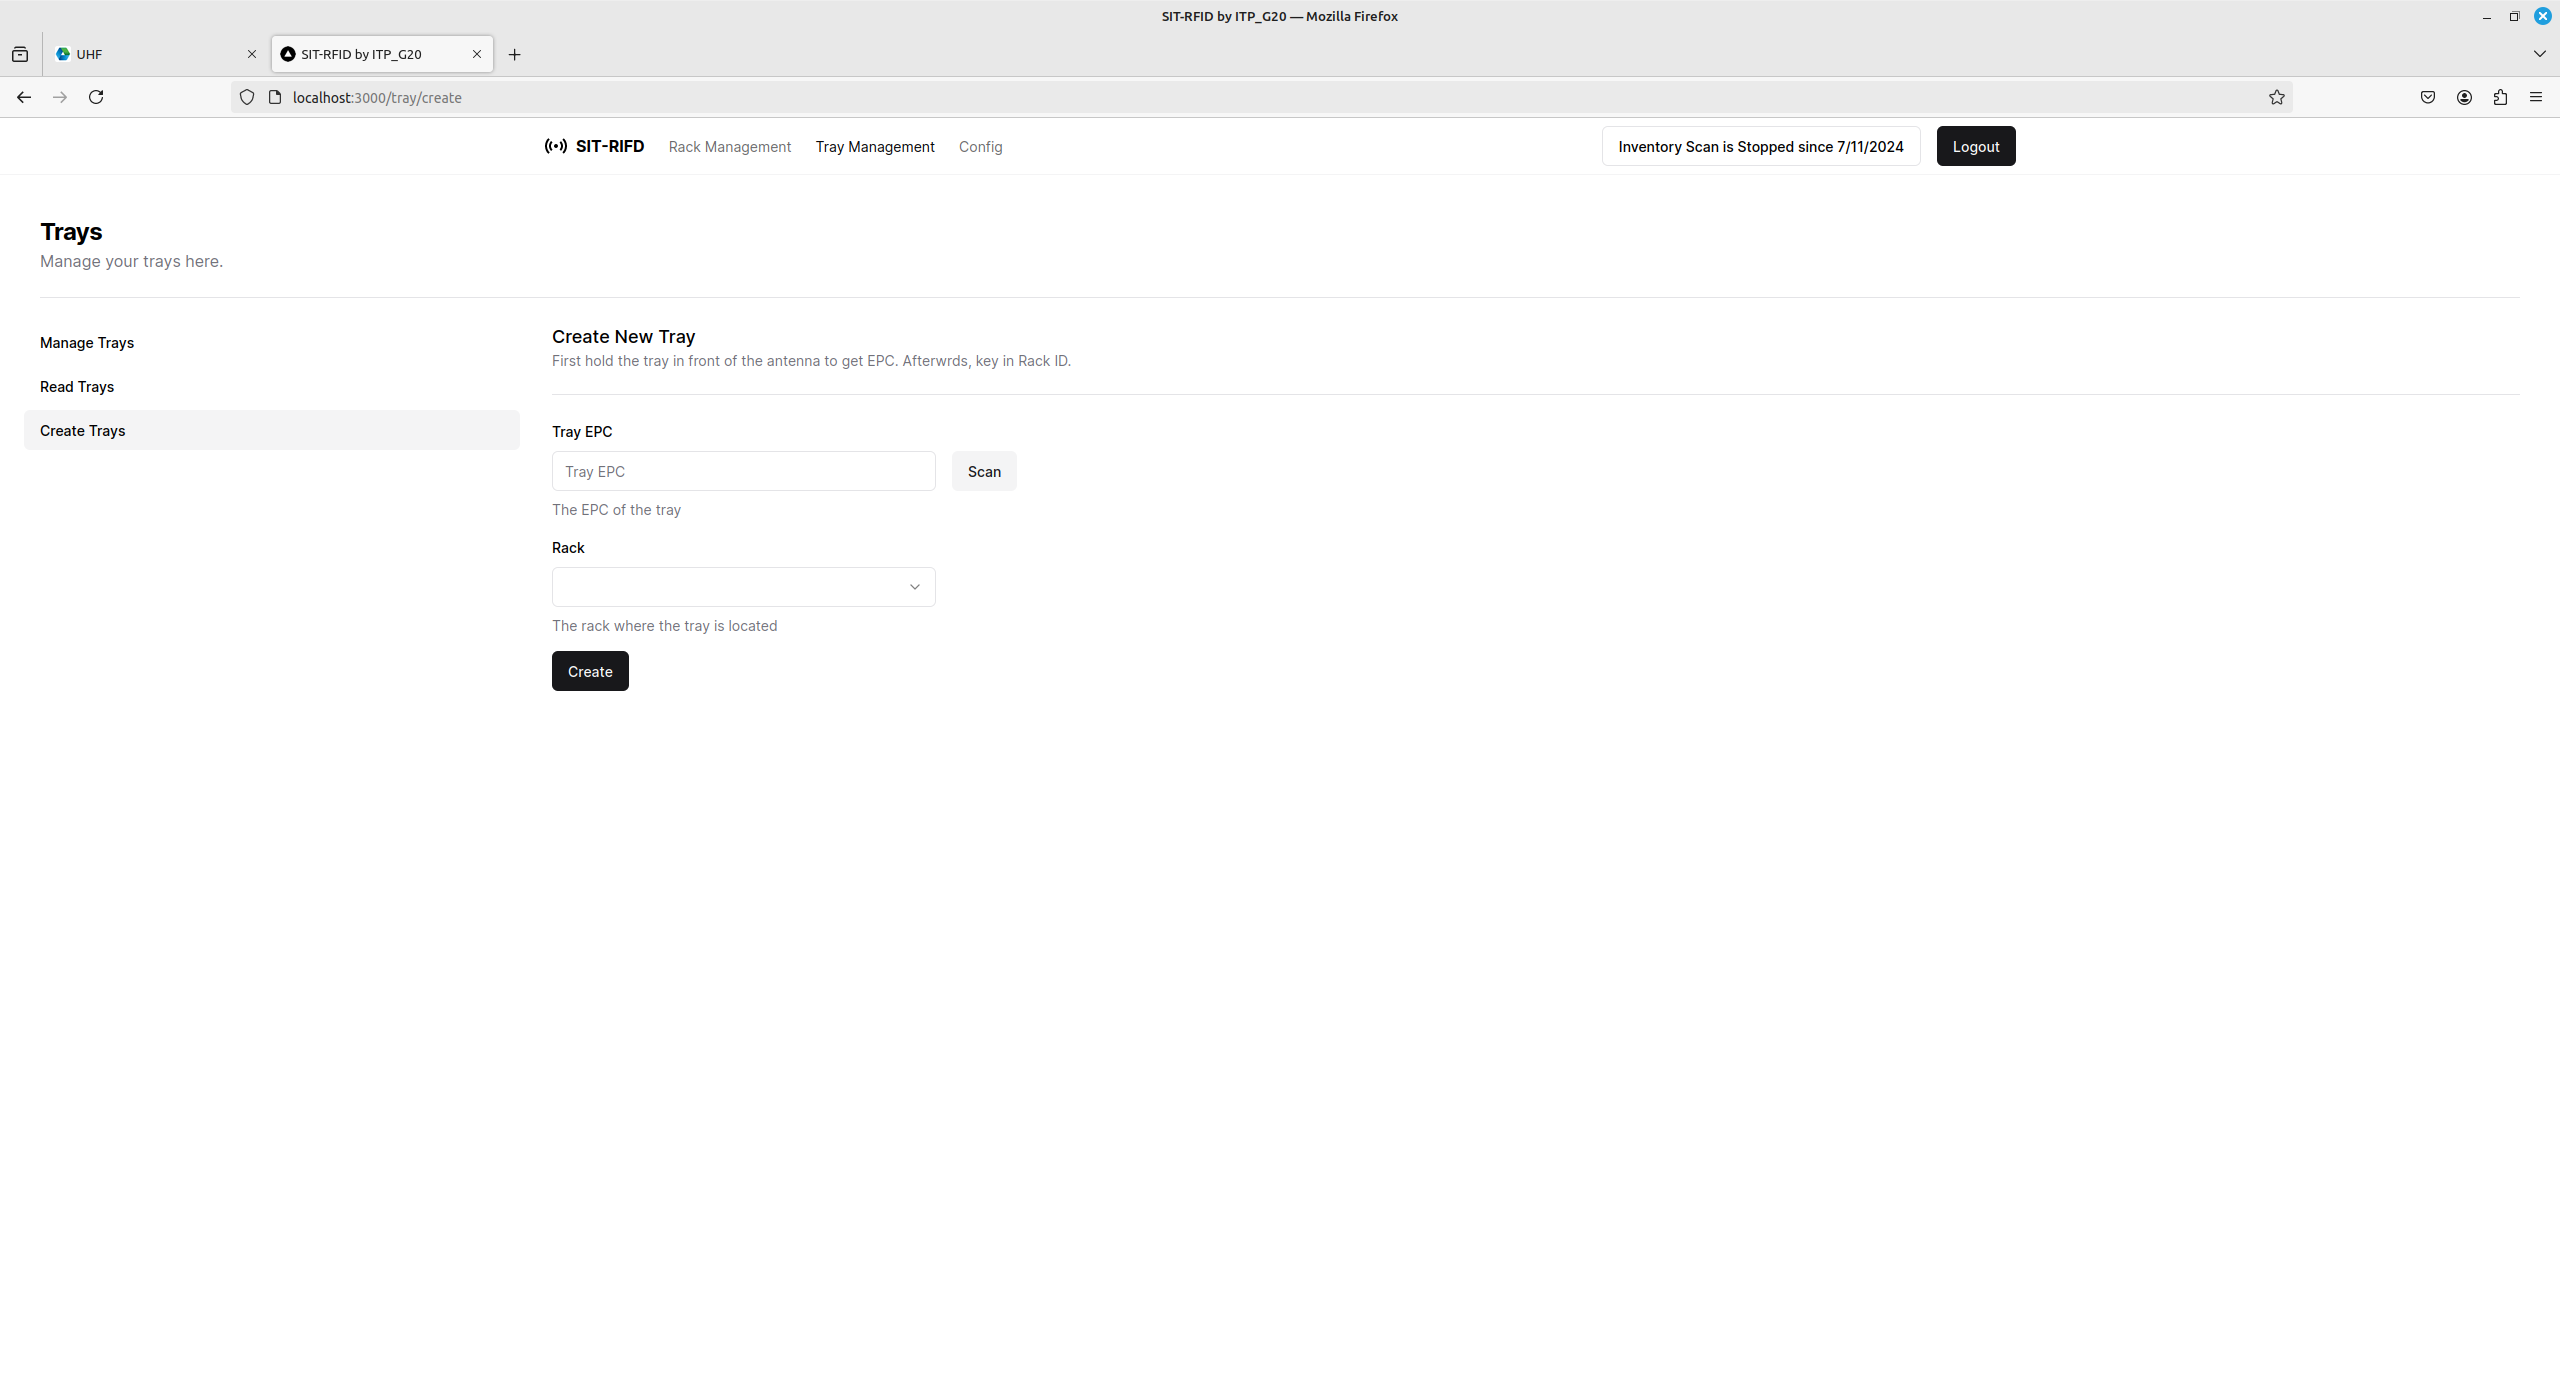 SIT-RFID by ITP_G20 — Mozilla Firefox
UHF
SIT-RFID by ITP_G20
localhost:3000/tray/create
SIT-RIFD
Rack Management
Tray Management
Config
Inventory Scan is Stopped since 7/11/2024
Logout
Trays
Manage your trays here.
Manage Trays
Read Trays
Create Trays
Create New Tray
First hold the tray in front of the antenna to get EPC. Afterwrds, key in Rack ID.
Tray EPC
Tray EPC
Scan
The EPC of the tray
Rack
The rack where the tray is located
Create